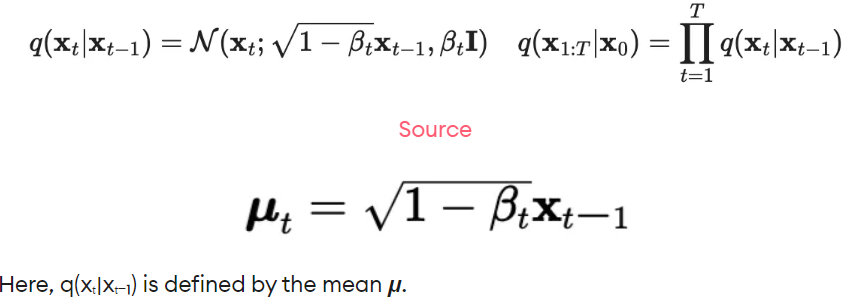 q(x_t|x_{t−1}) = 𝒩(x_t; √(1 − β_t)x_{t−1}, β_tI) q(x_{1:T}|x_0) = ∏_{t=1}^{T} q(x_t|x_{t−1})
Source
μ_t = √(1 − β_t)x_{t−1}
Here, q(xₜ|xₜ₋₁) is defined by the mean μ.